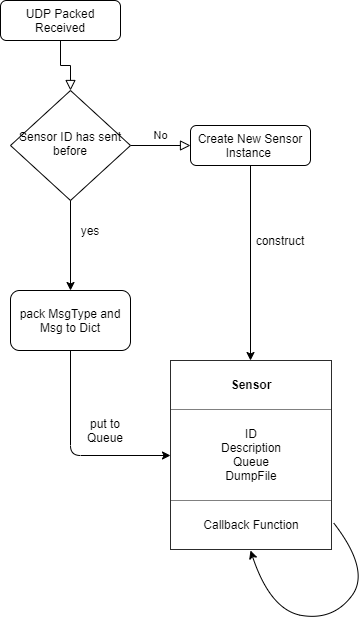 UDP Packed
Received
Sensor ID has sent
before
No
Create New Sensor
Instance
yes
construct
pack MsgType and
Msg to Dict
put to
Queue
Sensor
ID
Description
Queue
DumpFile
Callback Function